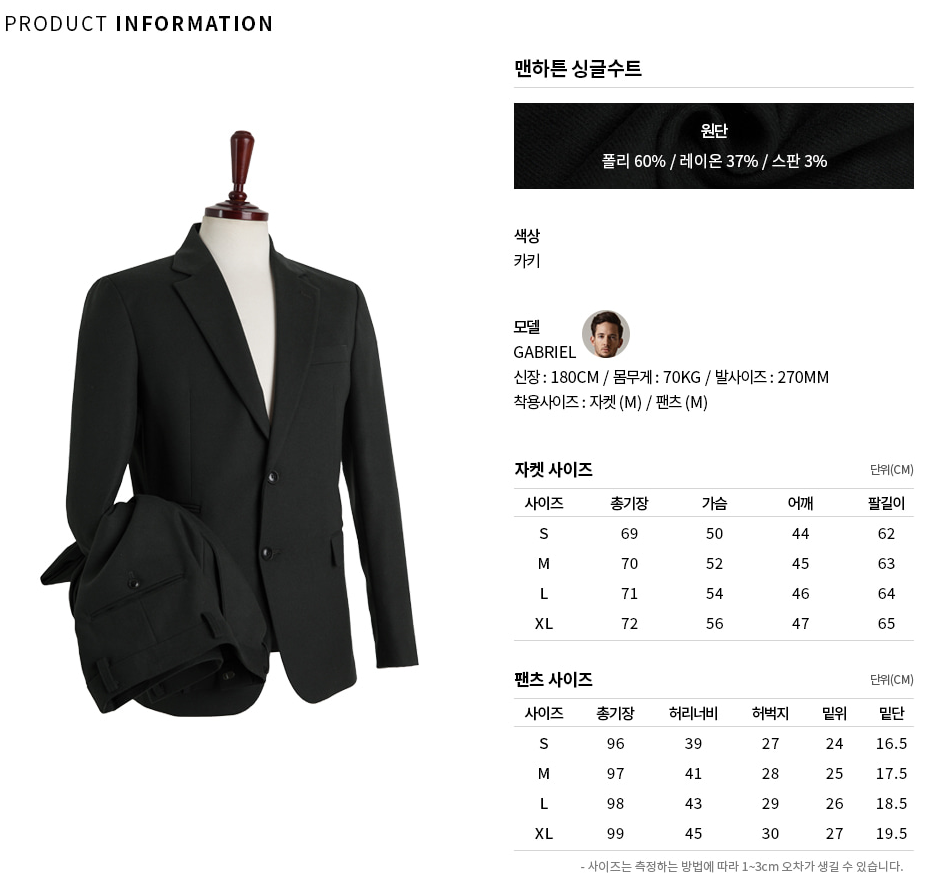 PRODUCT INFORMATION
맨하튼 싱글수트
원단
폴리 60% / 레이온 37% / 스판 3%
색상
카키
모델
GABRIEL
신장 : 180CM / 몸무게 : 70KG / 발사이즈 : 270MM
착용사이즈 : 자켓 (M) / 팬츠 (M)
자켓 사이즈 단위(CM)
사이즈 총기장 가슴 어깨 팔길이
S 69 50 44 62
M 70 52 45 63
L 71 54 46 64
XL 72 56 47 65
팬츠 사이즈 단위(CM)
사이즈 총기장 허리너비 허벅지 밑위 밑단
S 96 39 27 24 16.5
M 97 41 28 25 17.5
L 98 43 29 26 18.5
XL 99 45 30 27 19.5
- 사이즈는 측정하는 방법에 따라 1~3cm 오차가 생길 수 있습니다.